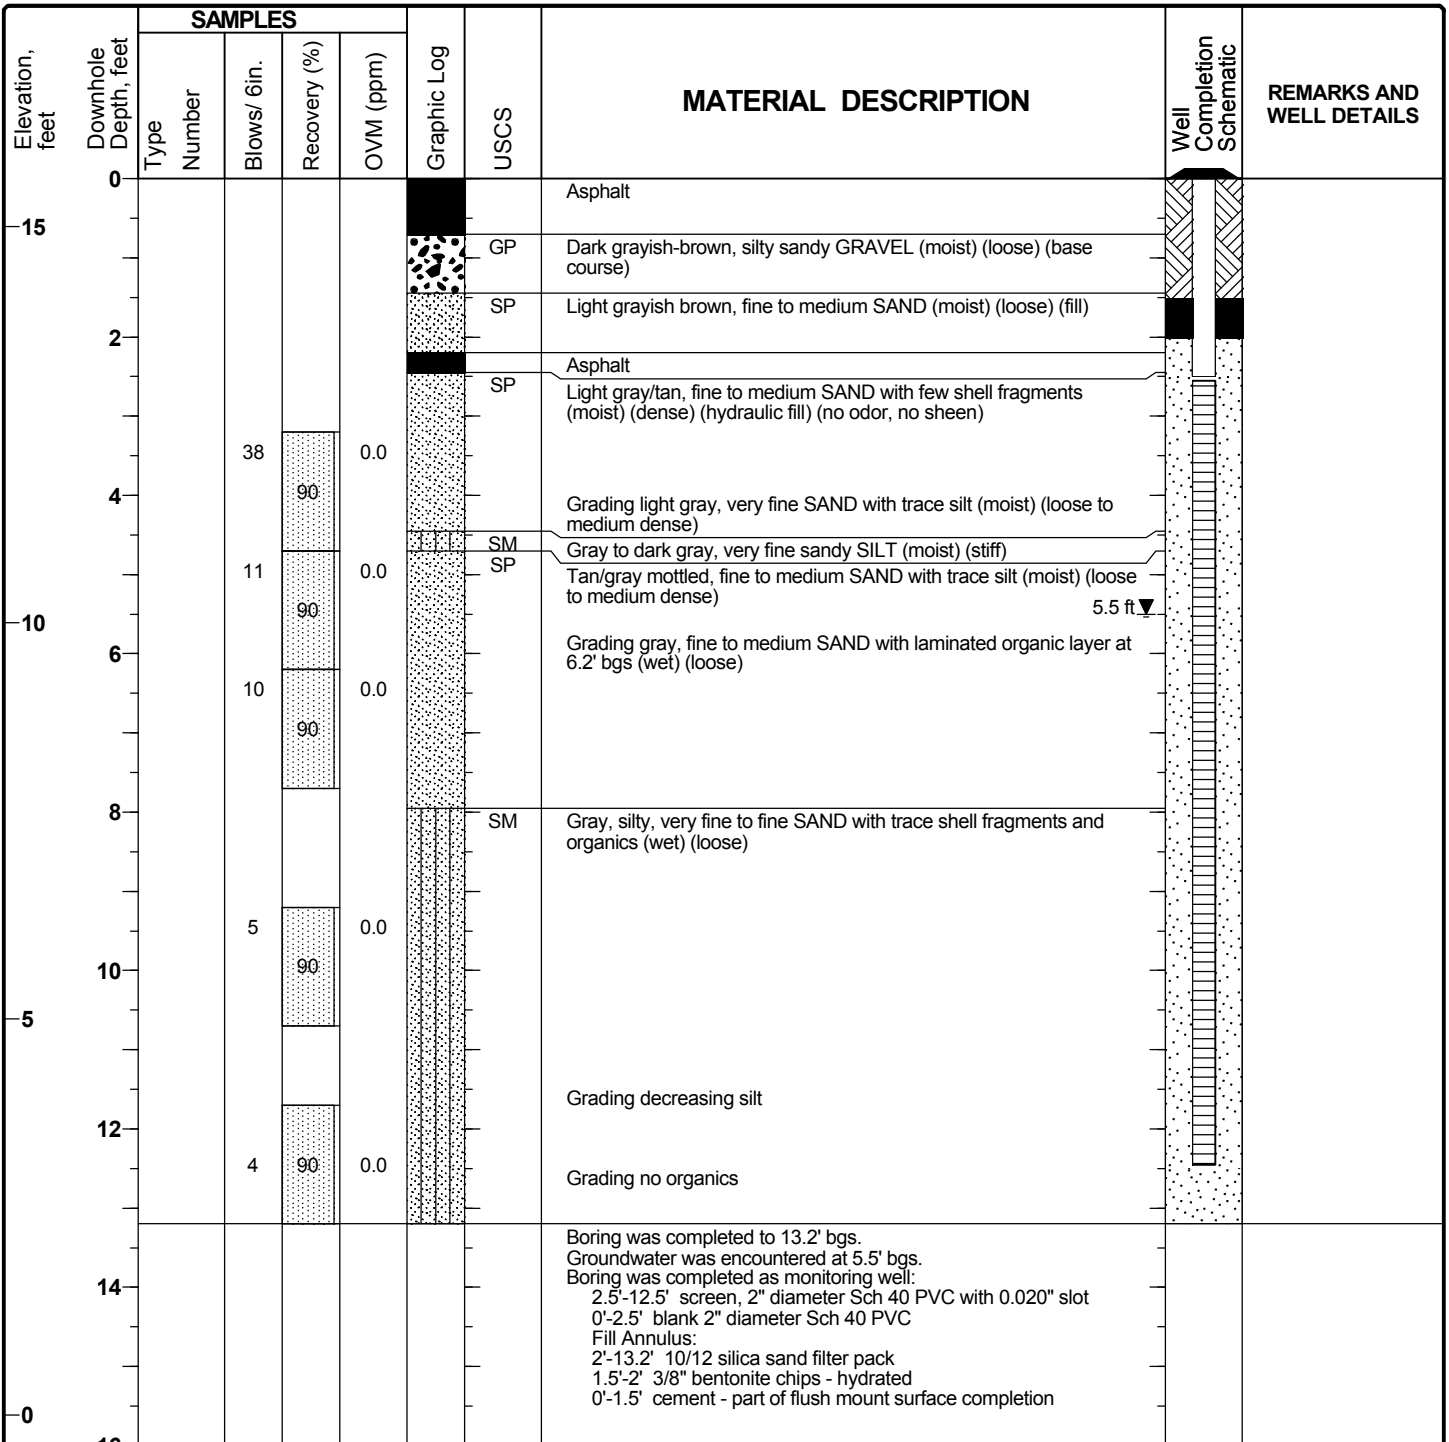 SAMPLES
Elevation,
feet
Downhole
Depth, feet
Type
Number
Blows/ 6in.
Recovery (%)
OVM (ppm)
Graphic Log
USCS
MATERIAL DESCRIPTION
Well
Completion
Schematic
REMARKS AND
WELL DETAILS
0
Asphalt
15
GP
Dark grayish-brown, silty sandy GRAVEL (moist) (loose) (base
course)
SP
Light grayish brown, fine to medium SAND (moist) (loose) (fill)
2
Asphalt
SP
Light gray/tan, fine to medium SAND with few shell fragments
(moist) (dense) (hydraulic fill) (no odor, no sheen)
38
0.0
90
4
Grading light gray, very fine SAND with trace silt (moist) (loose to
medium dense)
SM
Gray to dark gray, very fine sandy SILT (moist) (stiff)
SP
11
0.0
Tan/gray mottled, fine to medium SAND with trace silt (moist) (loose
to medium dense)
90
5.5 ft
10
6
Grading gray, fine to medium SAND with laminated organic layer at
6.2' bgs (wet) (loose)
10
0.0
90
8
SM
Gray, silty, very fine to fine SAND with trace shell fragments and
organics (wet) (loose)
5
0.0
90
10
5
Grading decreasing silt
12
4
90
0.0
Grading no organics
Boring was completed to 13.2' bgs.
Groundwater was encountered at 5.5' bgs.
Boring was completed as monitoring well:
14
2.5'-12.5' screen, 2" diameter Sch 40 PVC with 0.020" slot
0'-2.5' blank 2" diameter Sch 40 PVC
Fill Annulus:
2'-13.2' 10/12 silica sand filter pack
1.5'-2' 3/8" bentonite chips - hydrated
0'-1.5' cement - part of flush mount surface completion
0